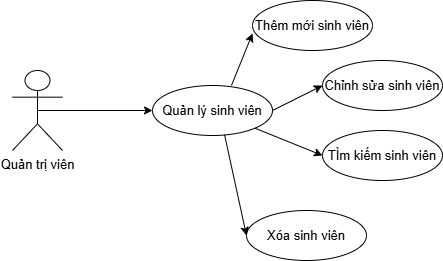 Thêm mới sinh viên
Chỉnh sửa sinh viên
Quản lý sinh viên
Quản trị viên
TÌm kiếm sinh viên
Xóa sinh viên